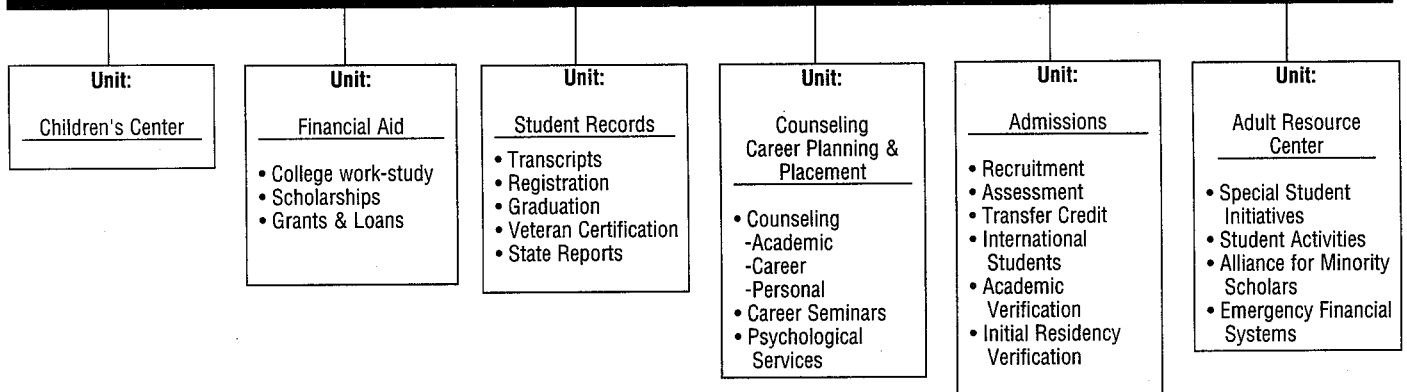 Unit:
Children's Center
Unit:
Financial Aid
• College work-study
• Scholarships
• Grants & Loans
Unit:
Student Records
• Transcripts
• Registration
• Graduation
• Veteran Certification
• State Reports
Unit:
Counseling
Career Planning &
Placement
• Counseling
-Academic
-Career
-Personal
• Career Seminars
• Psychological
Services
Unit:
Admissions
• Recruitment
• Assessment
• Transfer Credit
• International
Students
• Academic
Verification
• Initial Residency
Verification
Unit:
Adult Resource
Center
• Special Student
Initiatives
• Student Activities
• Alliance for Minority
Scholars
• Emergency Financial
Systems